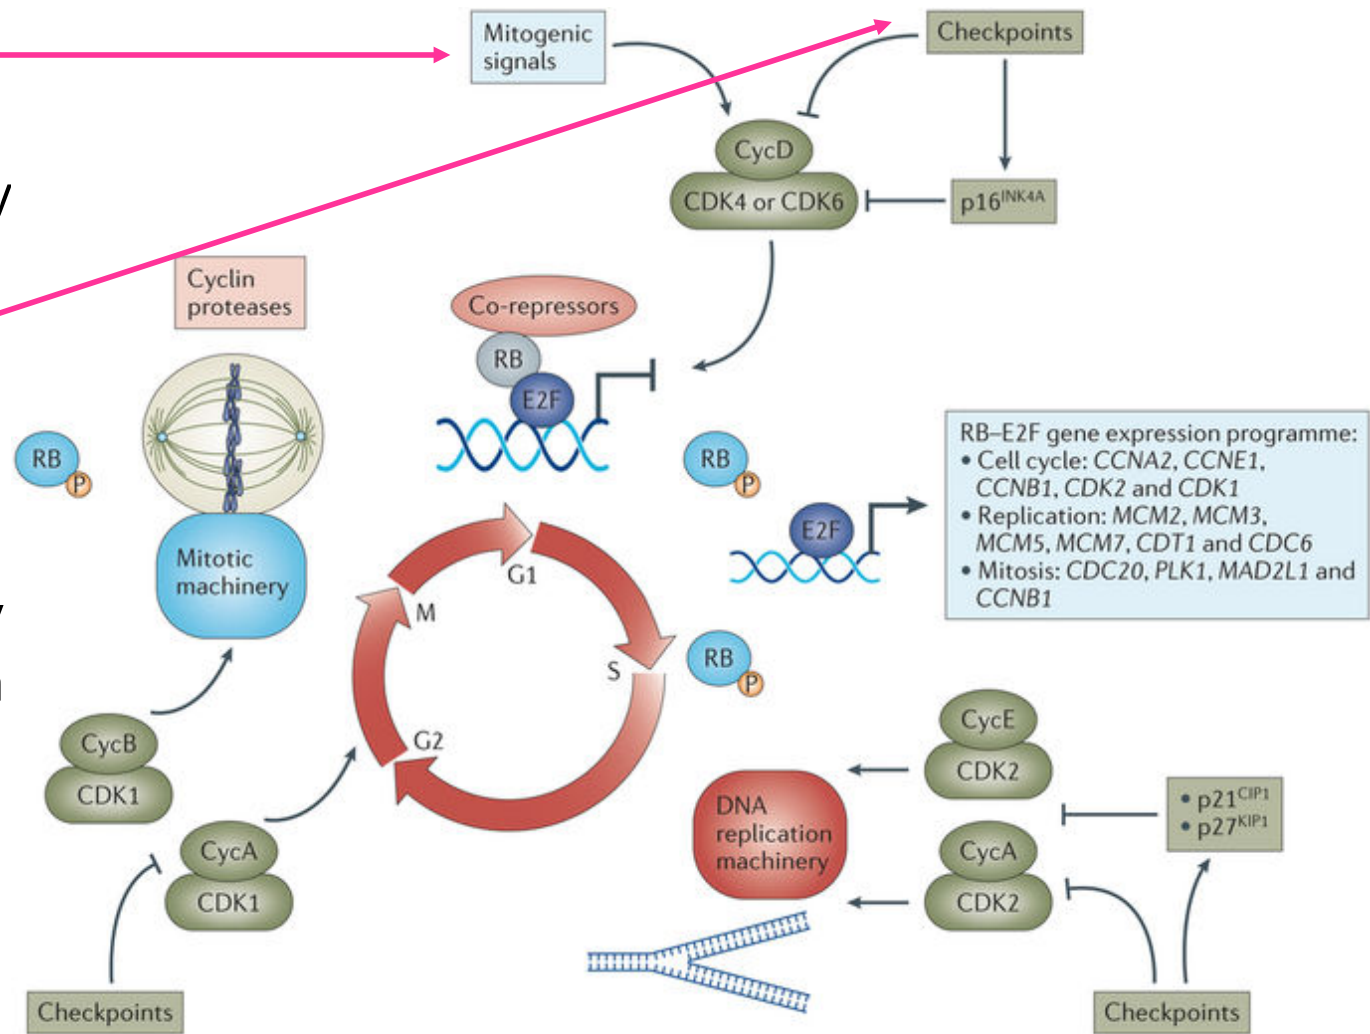 Mitogenic
signals
Checkpoints
CycD
CDK4 or CDK6
p16INK4A
Cyclin
proteases
Co-repressors
RB
E2F
RB
P
RB
P
E2F
RB–E2F gene expression programme:
• Cell cycle: CCNA2, CCNE1,
CCNB1, CDK2 and CDK1
• Replication: MCM2, MCM3,
MCM5, MCM7, CDT1 and CDC6
• Mitosis: CDC20, PLK1, MAD2L1 and
CCNB1
Mitotic
machinery
G1
M
S
G2
RB
P
CycB
CDK1
CycA
CDK1
Checkpoints
DNA
replication
machinery
CycE
CDK2
CycA
CDK2
• p21CIP1
• p27KIP1
Checkpoints